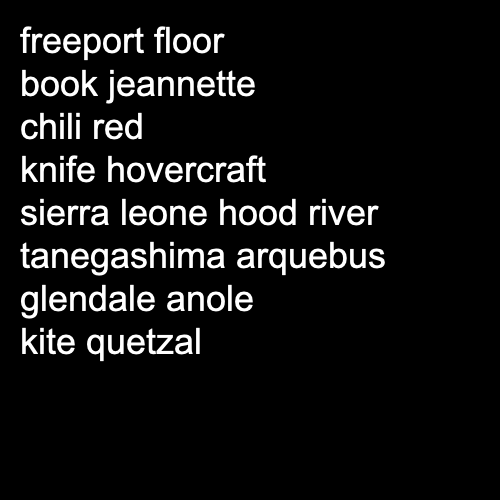 freeport floor
book jeannette
chili red
knife hovercraft
sierra leone hood river
tanegashima arquebus
glendale anole
kite quetzal